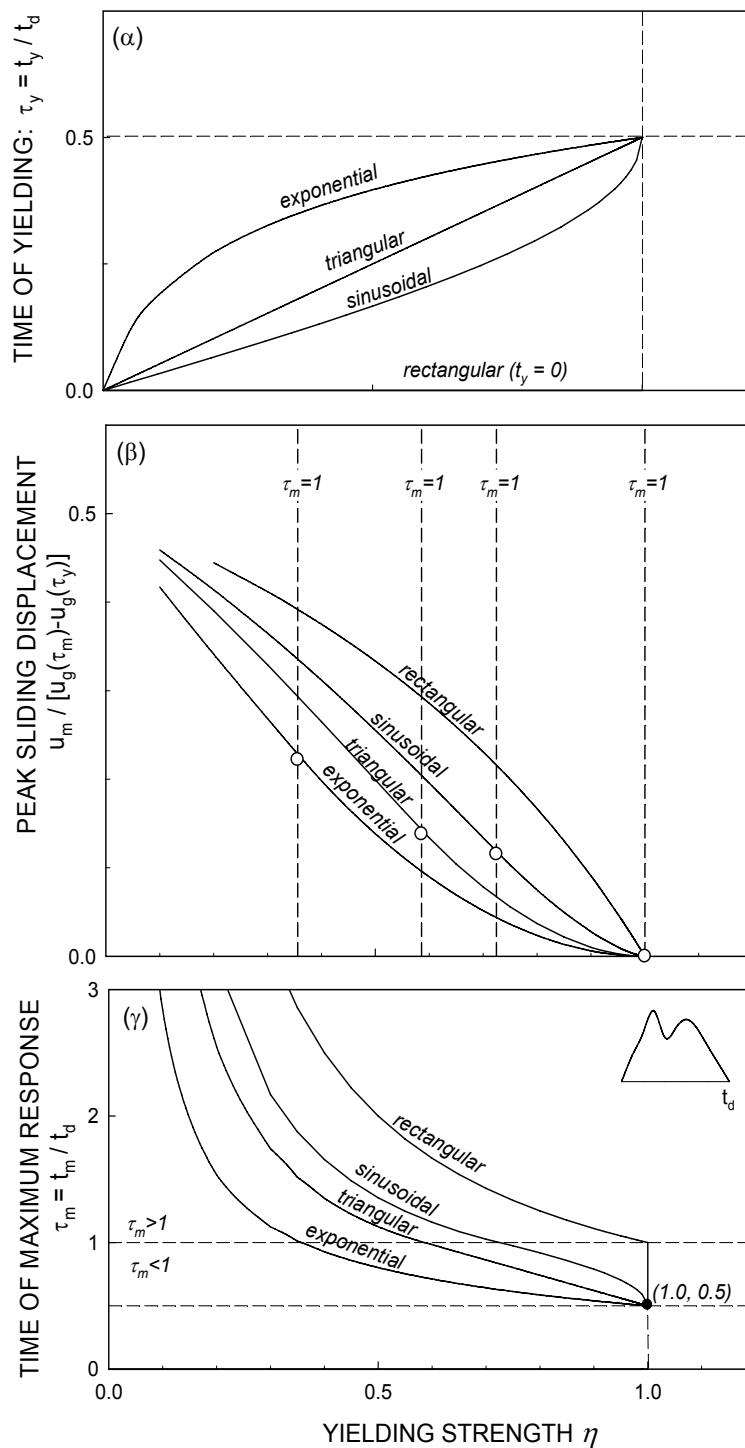 (α)
TIME OF YIELDING: τy = ty / td
0.5
0.0
exponential
triangular
sinusoidal
rectangular (ty = 0)
(β)
PEAK SLIDING DISPLACEMENT
um / [ug(τm)-ug(τy)]
τm=1
τm=1
τm=1
τm=1
0.5
0.0
rectangular
sinusoidal
triangular
exponential
(γ)
TIME OF MAXIMUM RESPONSE
τm = tm / td
3
2
1
0
td
rectangular
sinusoidal
triangular
exponential
τm>1
τm<1
(1.0, 0.5)
0.0
0.5
1.0
YIELDING STRENGTH η